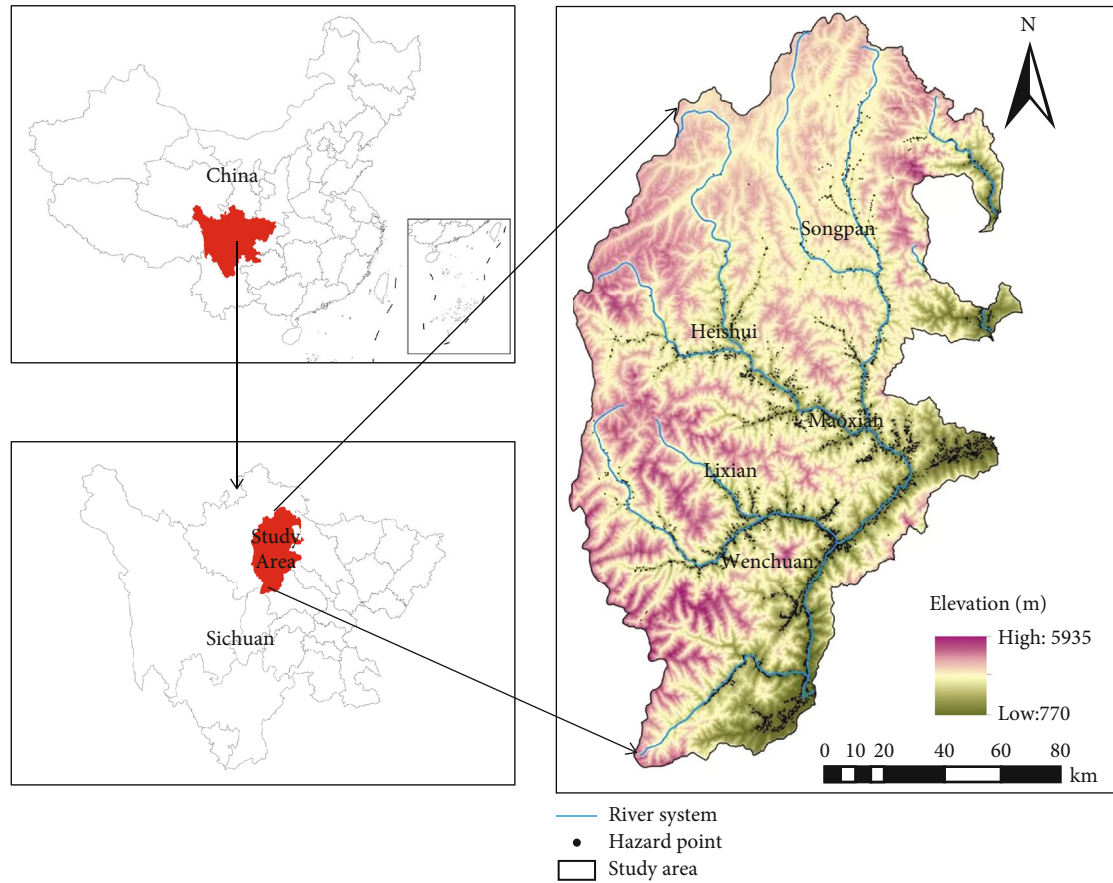 China
Study
Area
Sichuan
N
Songpan
Heishui
Maoxian
Lixian
Wenchuan
Elevation (m)
High: 5935
Low:770
0 10 20 40 60 80
km
River system
Hazard point
Study area